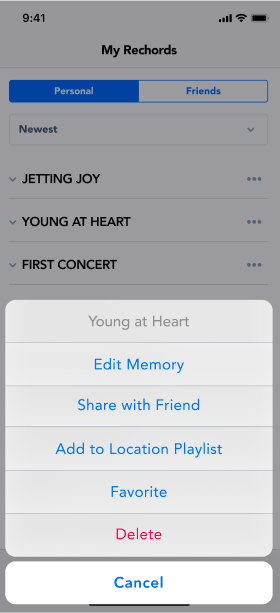 9:41
My Rechords
Personal
Friends
Newest
JETTING JOY
YOUNG AT HEART
FIRST CONCERT
Young at Heart
Edit Memory
Share with Friend
Add to Location Playlist
Favorite
Delete
Cancel